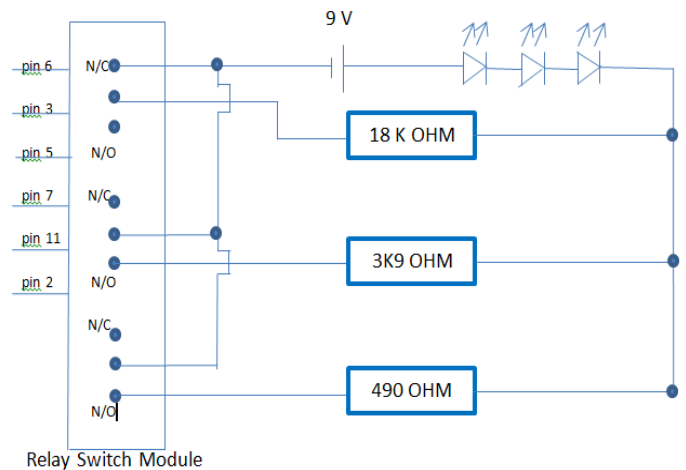 9 V
pin 6
N/C
pin 3
18 K OHM
pin 5
N/O
pin 7
N/C
pin 11
3K9 OHM
pin 2
N/O
N/C
490 OHM
N/O
Relay Switch Module